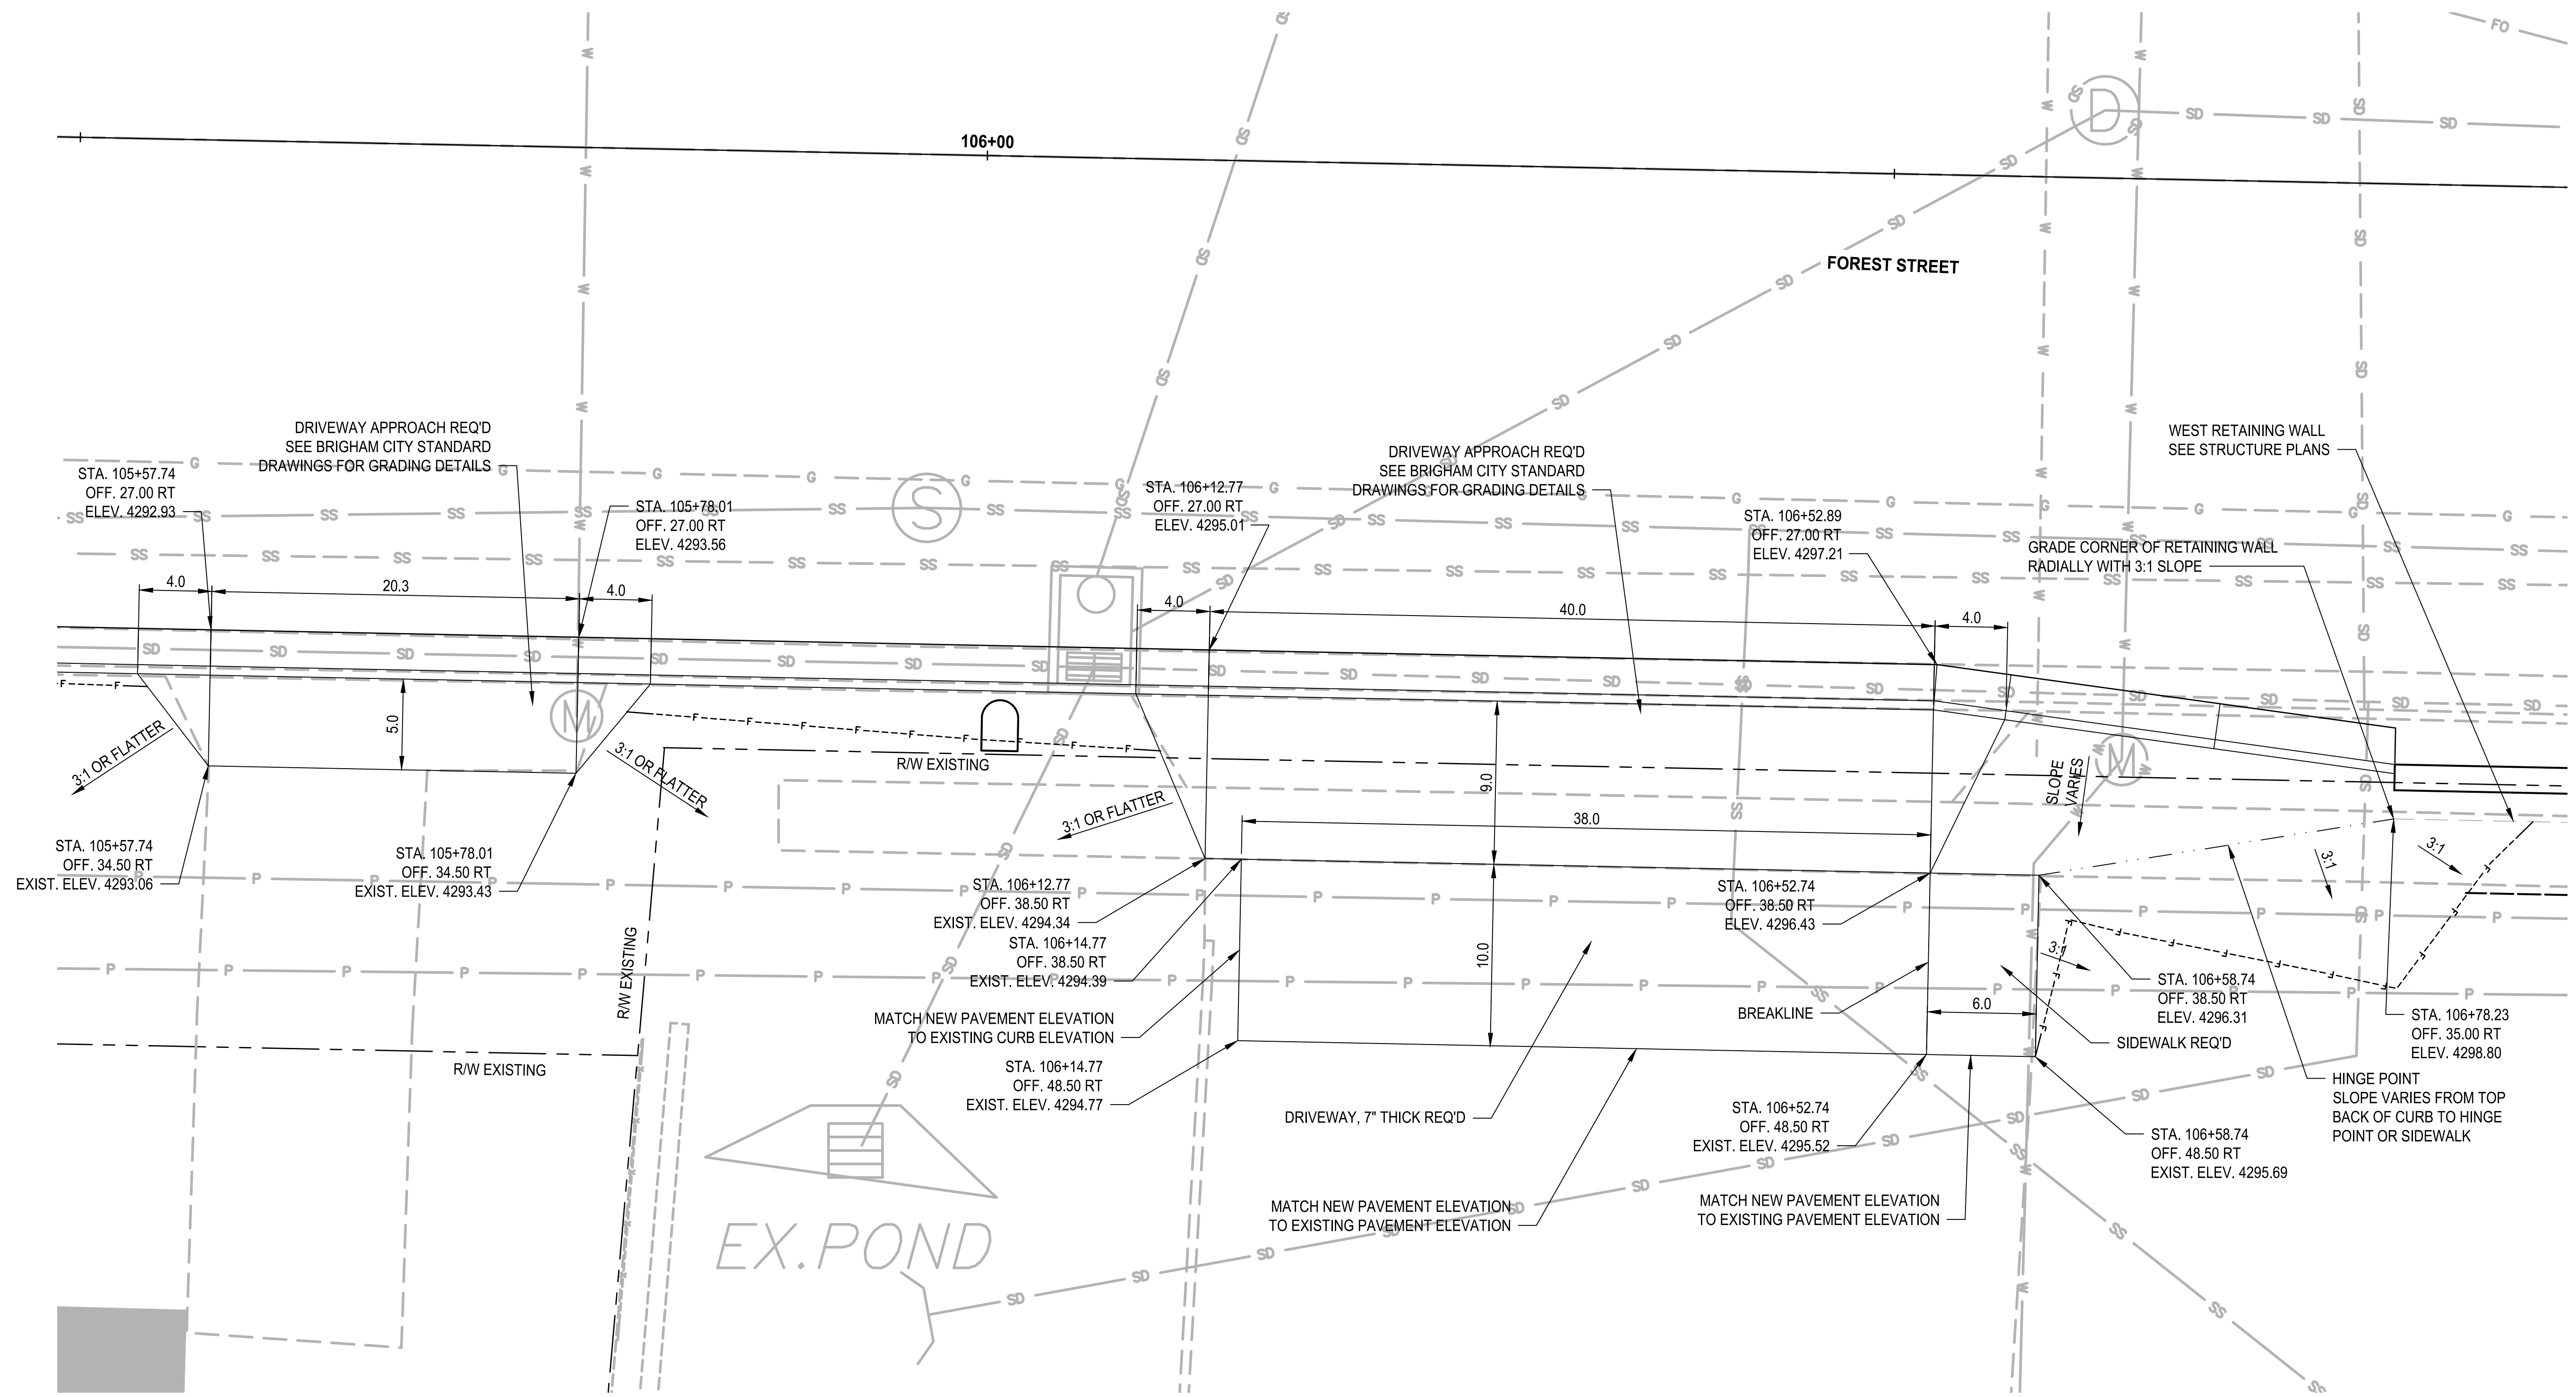 FO
106+00
D
FOREST STREET
DRIVEWAY APPROACH REQ'D
SEE BRIGHAM CITY STANDARD
DRAWINGS FOR GRADING DETAILS
STA. 105+57.74
OFF. 27.00 RT
ELEV. 4292.93
STA. 105+78.01
OFF. 27.00 RT
ELEV. 4293.56
S
STA. 106+12.77
OFF. 27.00 RT
ELEV. 4295.01
DRIVEWAY APPROACH REQ'D
SEE BRIGHAM CITY STANDARD
DRAWINGS FOR GRADING DETAILS
STA. 106+52.89
OFF. 27.00 RT
ELEV. 4297.21
WEST RETAINING WALL
SEE STRUCTURE PLANS
GRADE CORNER OF RETAINING WALL
RADIALLY WITH 3:1 SLOPE
4.0
20.3
4.0
4.0
40.0
4.0
5.0
M
3:1 OR FLATTER
3:1 OR FLATTER
R/W EXISTING
3:1 OR FLATTER
9.0
38.0
SLOPE
VARIES
M
3:1
3:1
STA. 105+57.74
OFF. 34.50 RT
EXIST. ELEV. 4293.06
STA. 105+78.01
OFF. 34.50 RT
EXIST. ELEV. 4293.43
STA. 106+12.77
OFF. 38.50 RT
EXIST. ELEV. 4294.34
STA. 106+14.77
OFF. 38.50 RT
EXIST. ELEV. 4294.39
STA. 106+52.74
OFF. 38.50 RT
ELEV. 4296.43
R/W EXISTING
10.0
3:1
STA. 106+58.74
OFF. 38.50 RT
ELEV. 4296.31
MATCH NEW PAVEMENT ELEVATION
TO EXISTING CURB ELEVATION
BREAKLINE
6.0
SIDEWALK REQ'D
STA. 106+78.23
OFF. 35.00 RT
ELEV. 4298.80
R/W EXISTING
STA. 106+14.77
OFF. 48.50 RT
EXIST. ELEV. 4294.77
DRIVEWAY, 7" THICK REQ'D
STA. 106+52.74
OFF. 48.50 RT
EXIST. ELEV. 4295.52
HINGE POINT
SLOPE VARIES FROM TOP
BACK OF CURB TO HINGE
POINT OR SIDEWALK
STA. 106+58.74
OFF. 48.50 RT
EXIST. ELEV. 4295.69
MATCH NEW PAVEMENT ELEVATION
TO EXISTING PAVEMENT ELEVATION
MATCH NEW PAVEMENT ELEVATION
TO EXISTING PAVEMENT ELEVATION
EX.POND